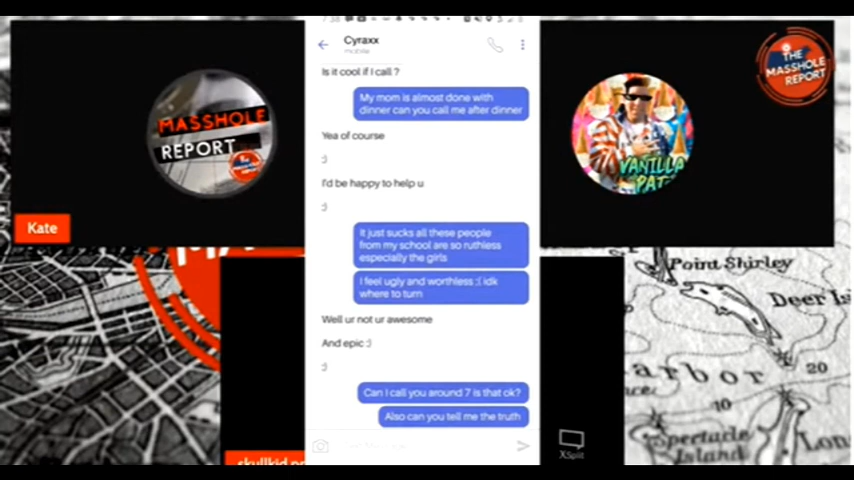 Cyraxx
mobile
Is it cool if I call ?
My mom is almost done with
dinner can you call me after dinner
Yea of course
:)
I'd be happy to help u
:)
It just sucks all these people
from my school are so ruthless
especially the girls
I feel ugly and worthless :( idk
where to turn
Well ur not ur awesome
And epic :)
:)
Can I call you around 7 is that ok?
Also can you tell me the truth
MASSHOLE
REPORT
Kate
VANILLA
PAT
THE
MASSHOLE
REPORT
Point Shirley
Deer Is
arbor
20
10
Spectacle
Island
Lon
XSplit